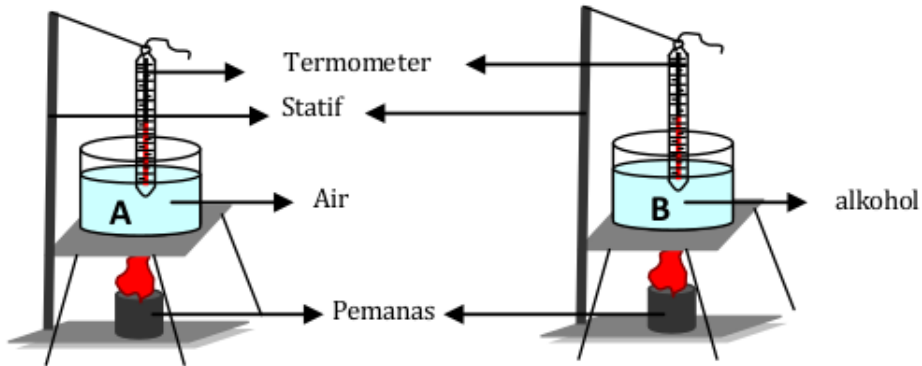 Termometer
Statif
A
Air
B
alkohol
Pemanas